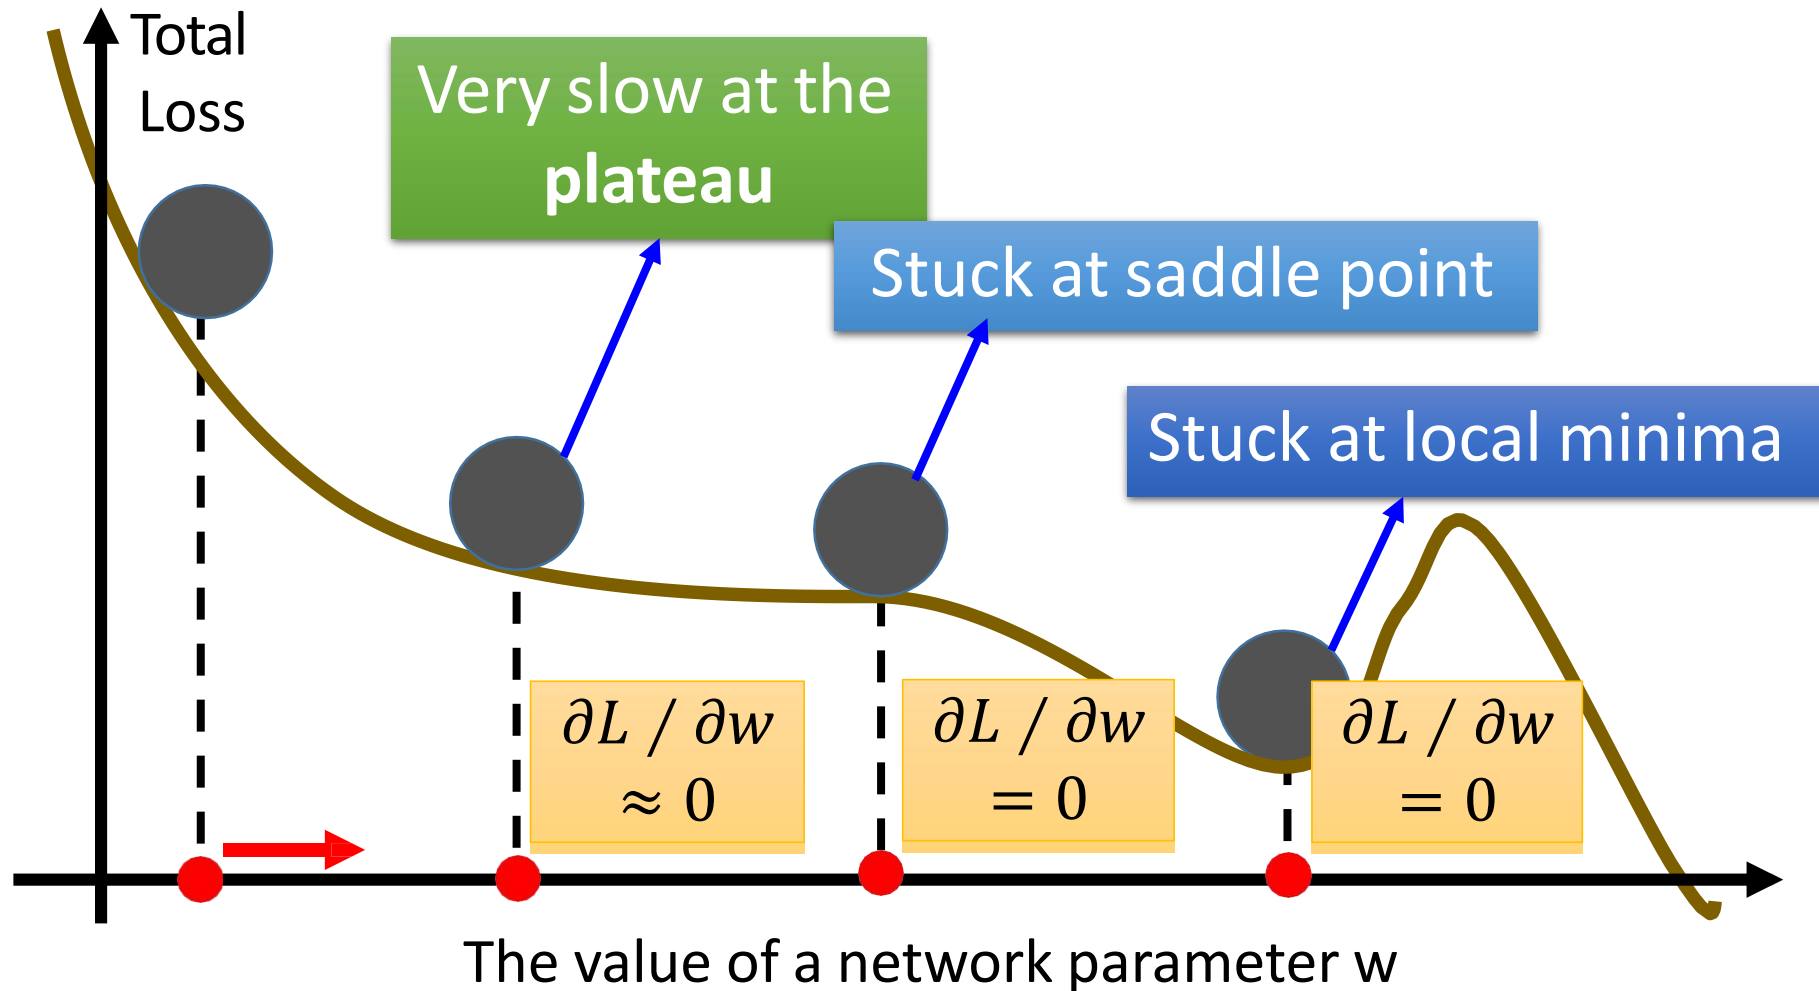 Total
Loss
Very slow at the
plateau
Stuck at saddle point
Stuck at local minima
∂L / ∂w
≈ 0
∂L / ∂w
= 0
∂L / ∂w
= 0
The value of a network parameter w